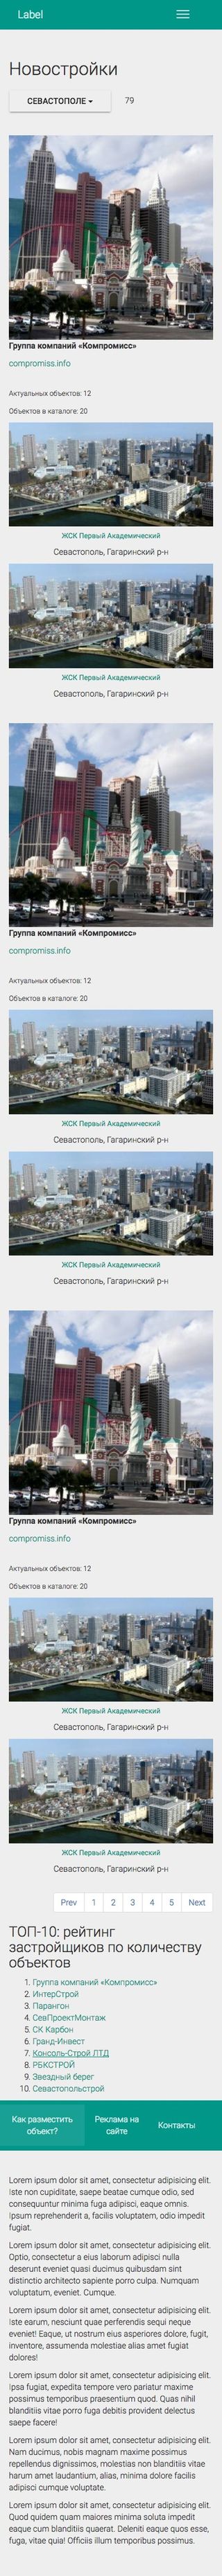 Label
Новостройки
СЕВАСТОПОЛЕ
79
Группа компаний «Компромисс»
compromiss.info
Актуальных объектов: 12
Объектов в каталоге: 20
ЖСК Первый Академический
Севастополь, Гагаринский р-н
ЖСК Первый Академический
Севастополь, Гагаринский р-н
Группа компаний «Компромисс»
compromiss.info
Актуальных объектов: 12
Объектов в каталоге: 20
ЖСК Первый Академический
Севастополь, Гагаринский р-н
ЖСК Первый Академический
Севастополь, Гагаринский р-н
Группа компаний «Компромисс»
compromiss.info
Актуальных объектов: 12
Объектов в каталоге: 20
ЖСК Первый Академический
Севастополь, Гагаринский р-н
ЖСК Первый Академический
Севастополь, Гагаринский р-н
Prev 1 2 3 4 5 Next
ТОП-10: рейтинг
застройщиков по количеству
объектов
1. Группа компаний «Компромисс»
2. ИнтерСтрой
3. Парангон
4. СевПроектМонтаж
5. СК Карбон
6. Гранд-Инвест
7. Консоль-Строй ЛТД
8. РБКСТРОЙ
9. Звездный берег
10. Севастопольстрой
Как разместить
объект?
Реклама на
сайте
Контакты
Lorem ipsum dolor sit amet, consectetur adipisicing elit.
Iste non cupiditate, saepe beatae cumque odio, sed
consequuntur minima fuga adipisci, eaque omnis.
Ipsum reprehenderit a, facilis voluptatem, odio impedit
fugiat.
Lorem ipsum dolor sit amet, consectetur adipisicing elit.
Optio, consectetur a eius laborum adipisci nulla
deserunt eveniet quasi ducimus quibusdam sint
distinctio architecto sapiente porro culpa. Numquam
voluptatum, eveniet. Cumque.
Lorem ipsum dolor sit amet, consectetur adipisicing elit.
Iste earum, nesciunt quae perferendis sequi neque
eveniet! Eaque, ut nostrum eius asperiores dolore, fugit,
inventore, assumenda molestiae alias amet fugiat
dolores!
Lorem ipsum dolor sit amet, consectetur adipisicing elit.
Ipsa fugiat, expedita tempore vero pariatur maxime
possimus temporibus praesentium quod. Quas nihil
blanditiis vitae porro fuga debitis provident delectus
saepe facere!
Lorem ipsum dolor sit amet, consectetur adipisicing elit.
Nam ducimus, nobis magnam maxime possimus
repellendus dignissimos, molestias non blanditiis vitae
harum amet laudantium, alias, minima dolore facilis
adipisci cumque voluptate.
Lorem ipsum dolor sit amet, consectetur adipisicing elit.
Quod quidem quam maiores minima soluta impedit
eaque cum blanditiis quaerat. Deleniti eaque quos esse,
fuga, vitae quia! Officiis illum temporibus possimus.